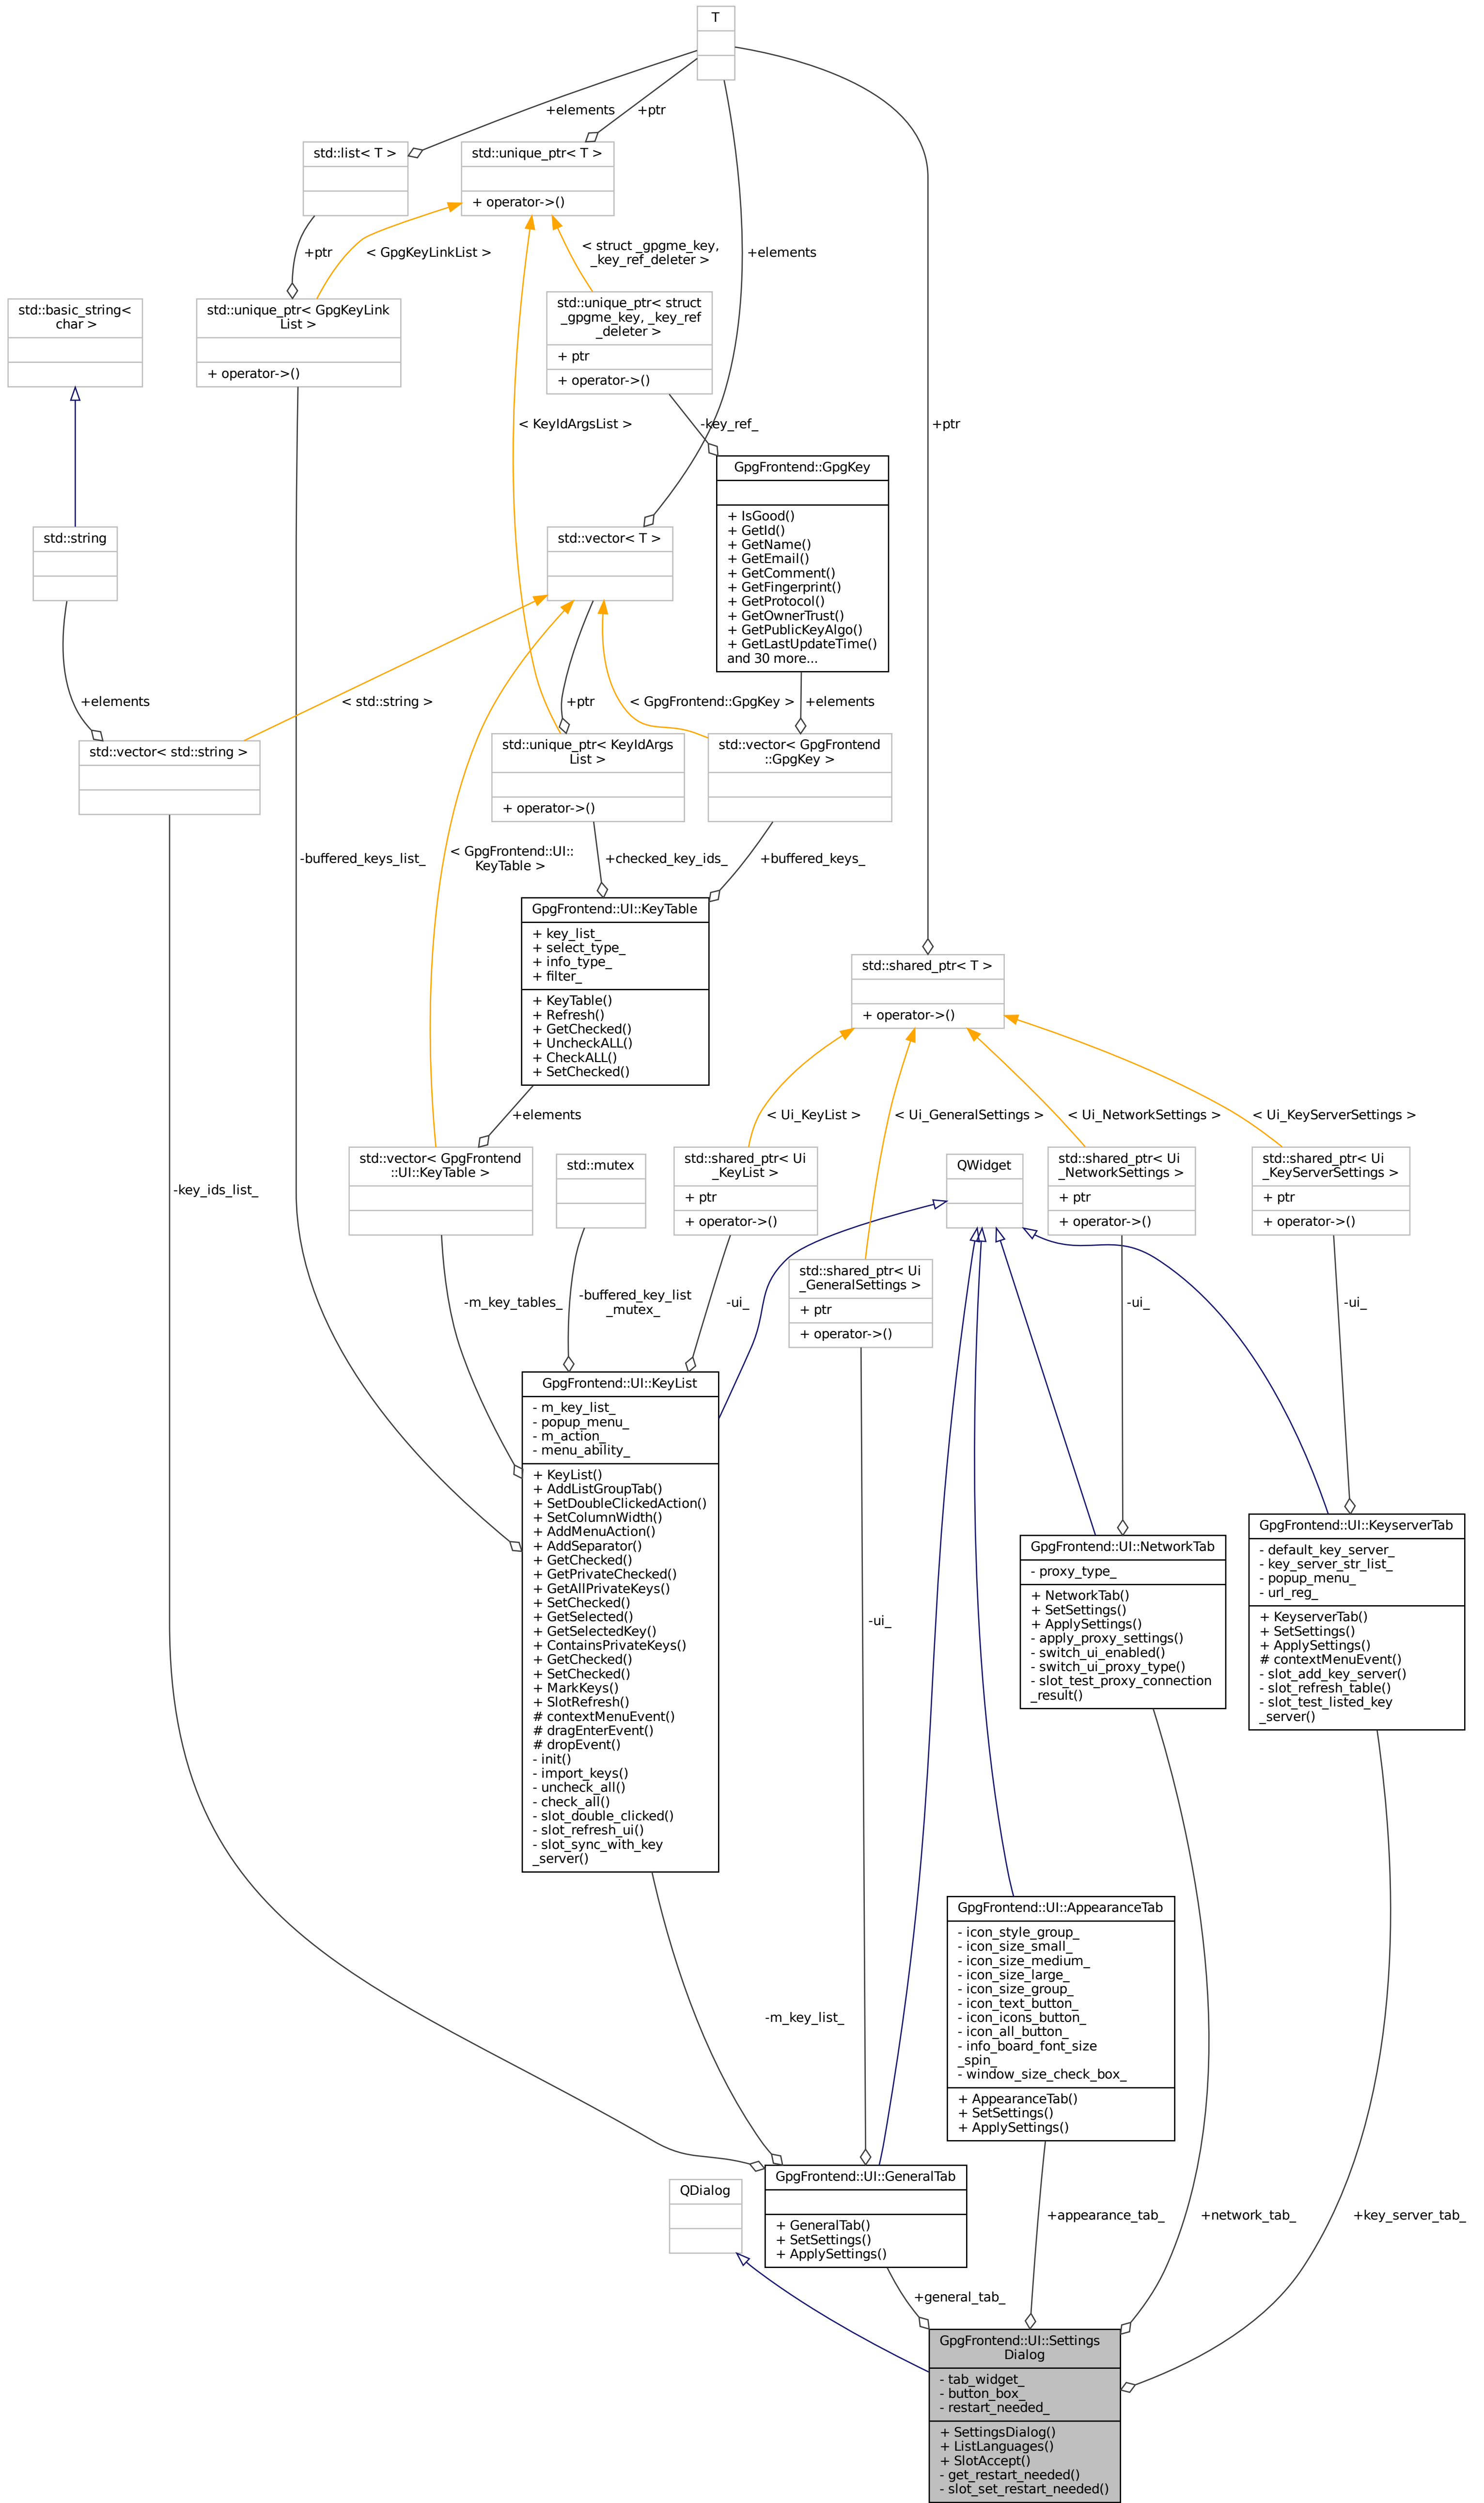 T
+elements
+ptr
std::list< T >
std::unique_ptr< T >
+ operator->()
+ptr
< GpgKeyLinkList >
< struct _gpgme_key,
_key_ref_deleter >
+elements
std::basic_string<
char >
std::unique_ptr< GpgKeyLink
List >
+ operator->()
std::unique_ptr< struct
_gpgme_key, _key_ref
_deleter >
+ ptr
+ operator->()
< KeyIdArgsList >
-key_ref_
+ptr
GpgFrontend::GpgKey
+ IsGood()
+ GetId()
+ GetName()
+ GetEmail()
+ GetComment()
+ GetFingerprint()
+ GetProtocol()
+ GetOwnerTrust()
+ GetPublicKeyAlgo()
+ GetLastUpdateTime()
and 30 more...
std::string
std::vector< T >
+elements
< std::string >
+ptr
< GpgFrontend::GpgKey >
+elements
std::vector< std::string >
std::unique_ptr< KeyIdArgs
List >
+ operator->()
std::vector< GpgFrontend
::GpgKey >
-buffered_keys_list_
< GpgFrontend::UI::
KeyTable >
+checked_key_ids_
+buffered_keys_
GpgFrontend::UI::KeyTable
+ key_list_
+ select_type_
+ info_type_
+ filter_
+ KeyTable()
+ Refresh()
+ GetChecked()
+ UncheckALL()
+ CheckALL()
+ SetChecked()
std::shared_ptr< T >
+ operator->()
+elements
< Ui_KeyList >
< Ui_GeneralSettings >
< Ui_NetworkSettings >
< Ui_KeyServerSettings >
-key_ids_list_
std::vector< GpgFrontend
::UI::KeyTable >
std::mutex
std::shared_ptr< Ui
_KeyList >
+ ptr
+ operator->()
QWidget
std::shared_ptr< Ui
_NetworkSettings >
+ ptr
+ operator->()
std::shared_ptr< Ui
_KeyServerSettings >
+ ptr
+ operator->()
std::shared_ptr< Ui
_GeneralSettings >
+ ptr
+ operator->()
-m_key_tables_
-buffered_key_list
_mutex_
-ui_
-ui_
-ui_
GpgFrontend::UI::KeyList
- m_key_list_
- popup_menu_
- m_action_
- menu_ability_
+ KeyList()
+ AddListGroupTab()
+ SetDoubleClickedAction()
+ SetColumnWidth()
+ AddMenuAction()
+ AddSeparator()
+ GetChecked()
+ GetPrivateChecked()
+ GetAllPrivateKeys()
+ SetChecked()
+ GetSelected()
+ GetSelectedKey()
+ ContainsPrivateKeys()
+ GetChecked()
+ SetChecked()
+ MarkKeys()
+ SlotRefresh()
# contextMenuEvent()
# dragEnterEvent()
# dropEvent()
- init()
- import_keys()
- uncheck_all()
- check_all()
- slot_double_clicked()
- slot_refresh_ui()
- slot_sync_with_key
_server()
-ui_
GpgFrontend::UI::NetworkTab
- proxy_type_
+ NetworkTab()
+ SetSettings()
+ ApplySettings()
- apply_proxy_settings()
- switch_ui_enabled()
- switch_ui_proxy_type()
- slot_test_proxy_connection
_result()
GpgFrontend::UI::KeyserverTab
- default_key_server_
- key_server_str_list_
- popup_menu_
- url_reg_
+ KeyserverTab()
+ SetSettings()
+ ApplySettings()
# contextMenuEvent()
- slot_add_key_server()
- slot_refresh_table()
- slot_test_listed_key
_server()
GpgFrontend::UI::AppearanceTab
- icon_style_group_
- icon_size_small_
- icon_size_medium_
- icon_size_large_
- icon_size_group_
- icon_text_button_
- icon_icons_button_
- icon_all_button_
- info_board_font_size
_spin_
- window_size_check_box_
+ AppearanceTab()
+ SetSettings()
+ ApplySettings()
-m_key_list_
QDialog
GpgFrontend::UI::GeneralTab
+ GeneralTab()
+ SetSettings()
+ ApplySettings()
+appearance_tab_
+network_tab_
+key_server_tab_
+general_tab_
GpgFrontend::UI::Settings
Dialog
- tab_widget_
- button_box_
- restart_needed_
+ SettingsDialog()
+ ListLanguages()
+ SlotAccept()
- get_restart_needed()
- slot_set_restart_needed()